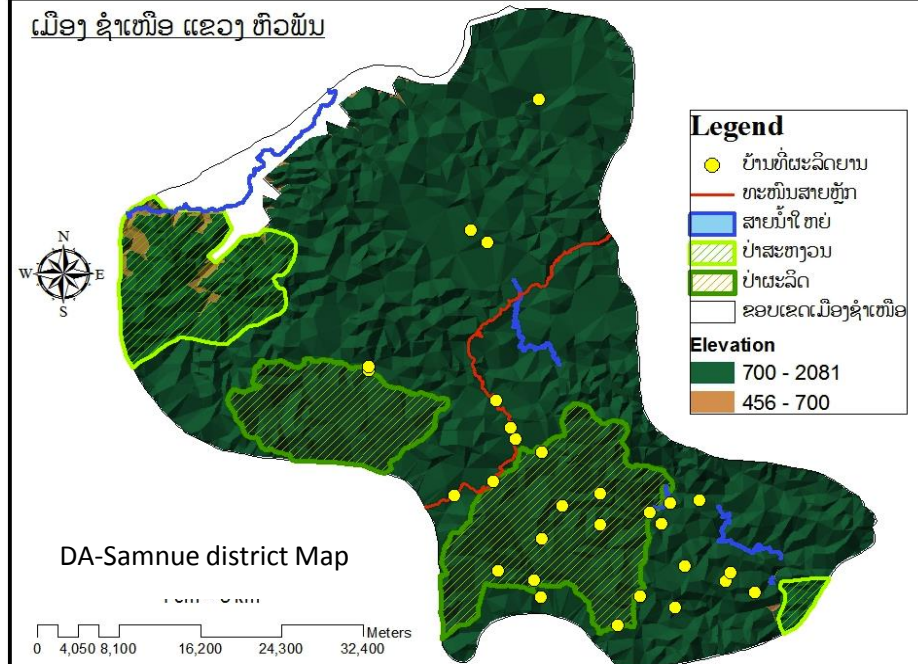 ເມືອງ ຊຳເໜືອ ແຂວງ ຫົວພັນ
Legend
ບ້ານທີ່ຜະລິດຍານ
ທະໜົນສາຍຫຼັກ
ສາຍນ້ຳໃຫຍ່
ປ່າສະຫງວນ
ປ່າຜະລິດ
ຂອບເຂດເມືອງຊຳເໜືອ
Elevation
700 - 2081
456 - 700
N
W E
S
DA-Samnue district Map
Meters
0 4,050 8,100 16,200 24,300 32,400